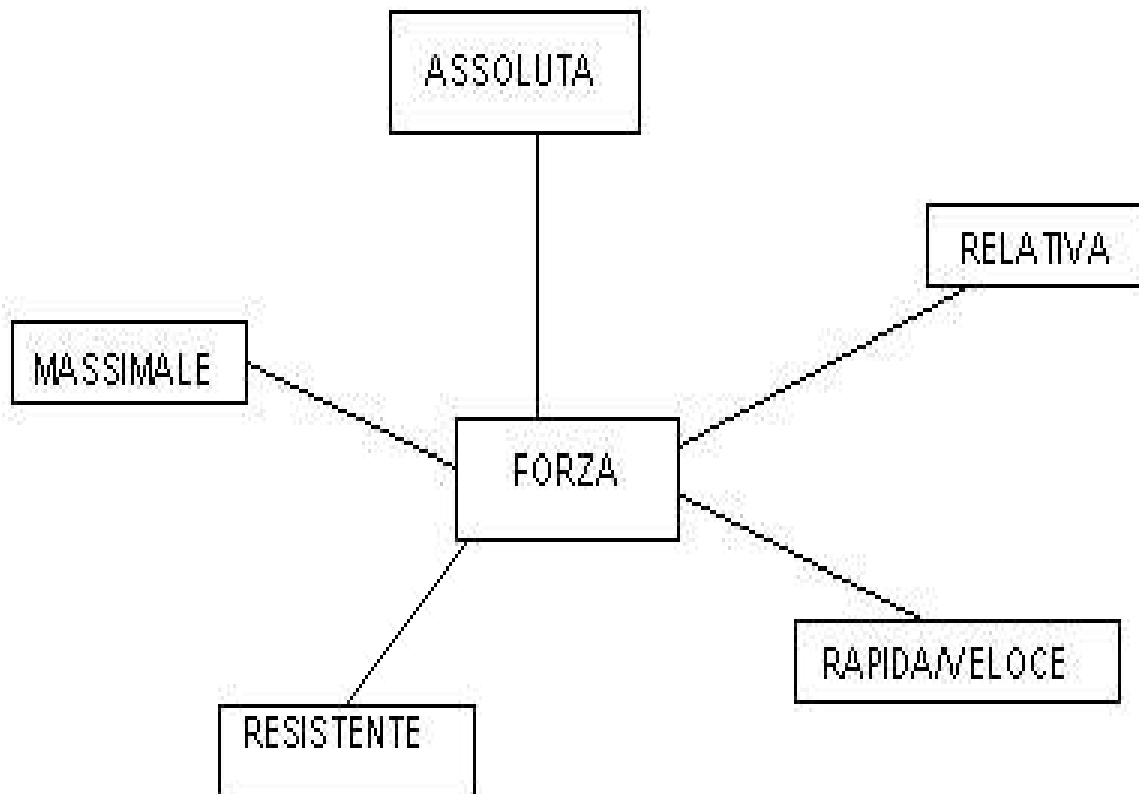 ASSOLUTA
RELATIVA
MASSIMALE
FORZA
RAPIDA/VELOCE
RESISTENTE